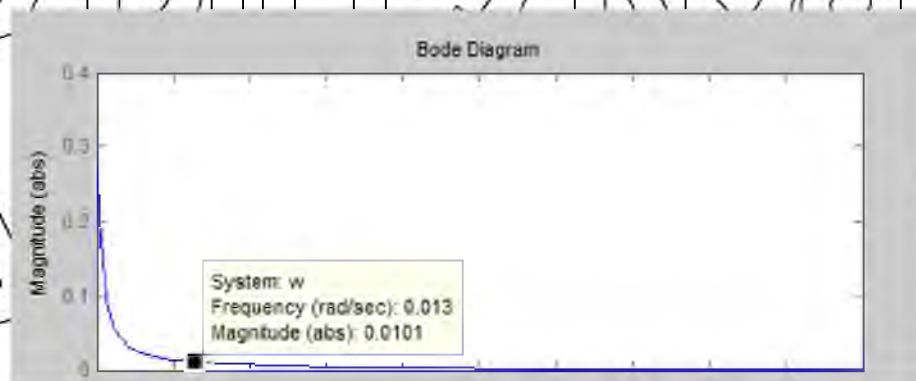 Bode Diagram
Magnitude (abs)
0.4
0.3
0.2
0.1
0
System: w
Frequency (rad/sec): 0.013
Magnitude (abs): 0.0101